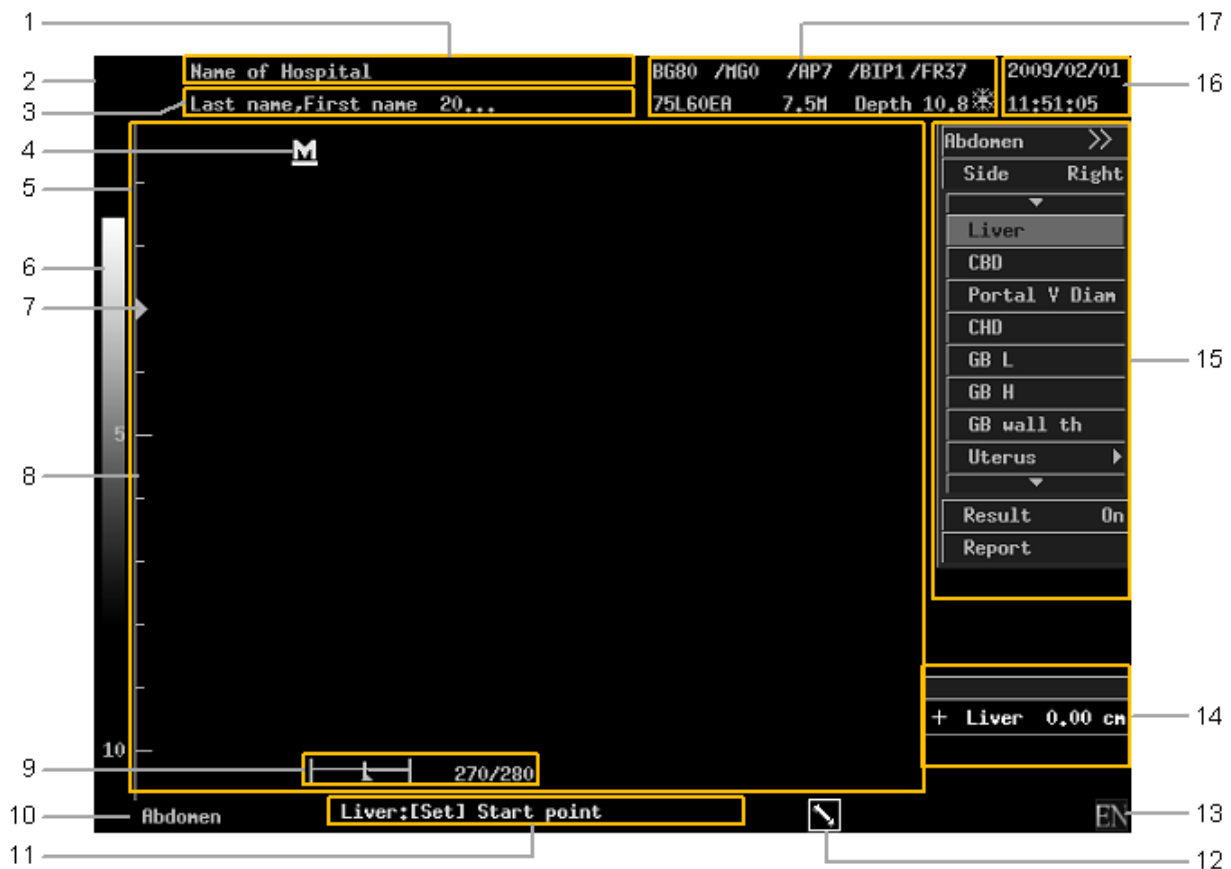 1
17
Name of Hospital
BG80 /MG0 /AP7 /BIP1 /FR37
2009/02/01
2
16
3
Last name,First name 20...
75L60EA 7.5M Depth 10.8
11:51:05
4
M
Abdomen >>
5
Side Right
Liver
6
CBD
7
Portal V Diam
CHD
15
GB L
GB H
5
GB wall th
8
Uterus
Result On
Report
+ Liver 0.00 cm
14
10
9
270/280
10
Abdomen
Liver:[Set] Start point
EN
13
11
12